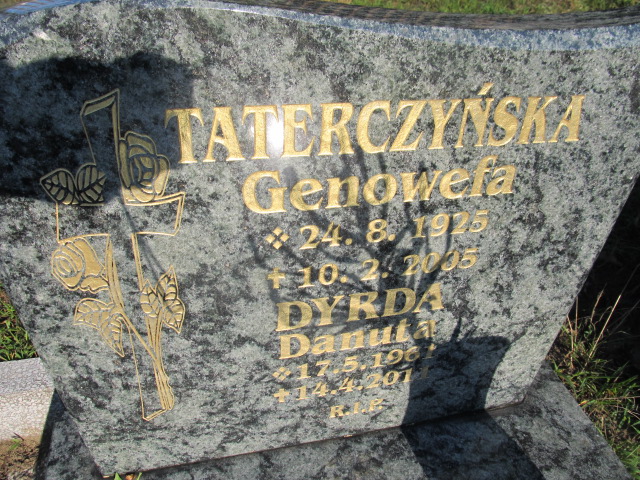 TATERCZYŃSKA
Genowefa
❖ 24. 8. 1925
+ 10. 2. 2005
DYRDA
Danuta
❖ 17.5.
+ 14.4.
R.I.P.